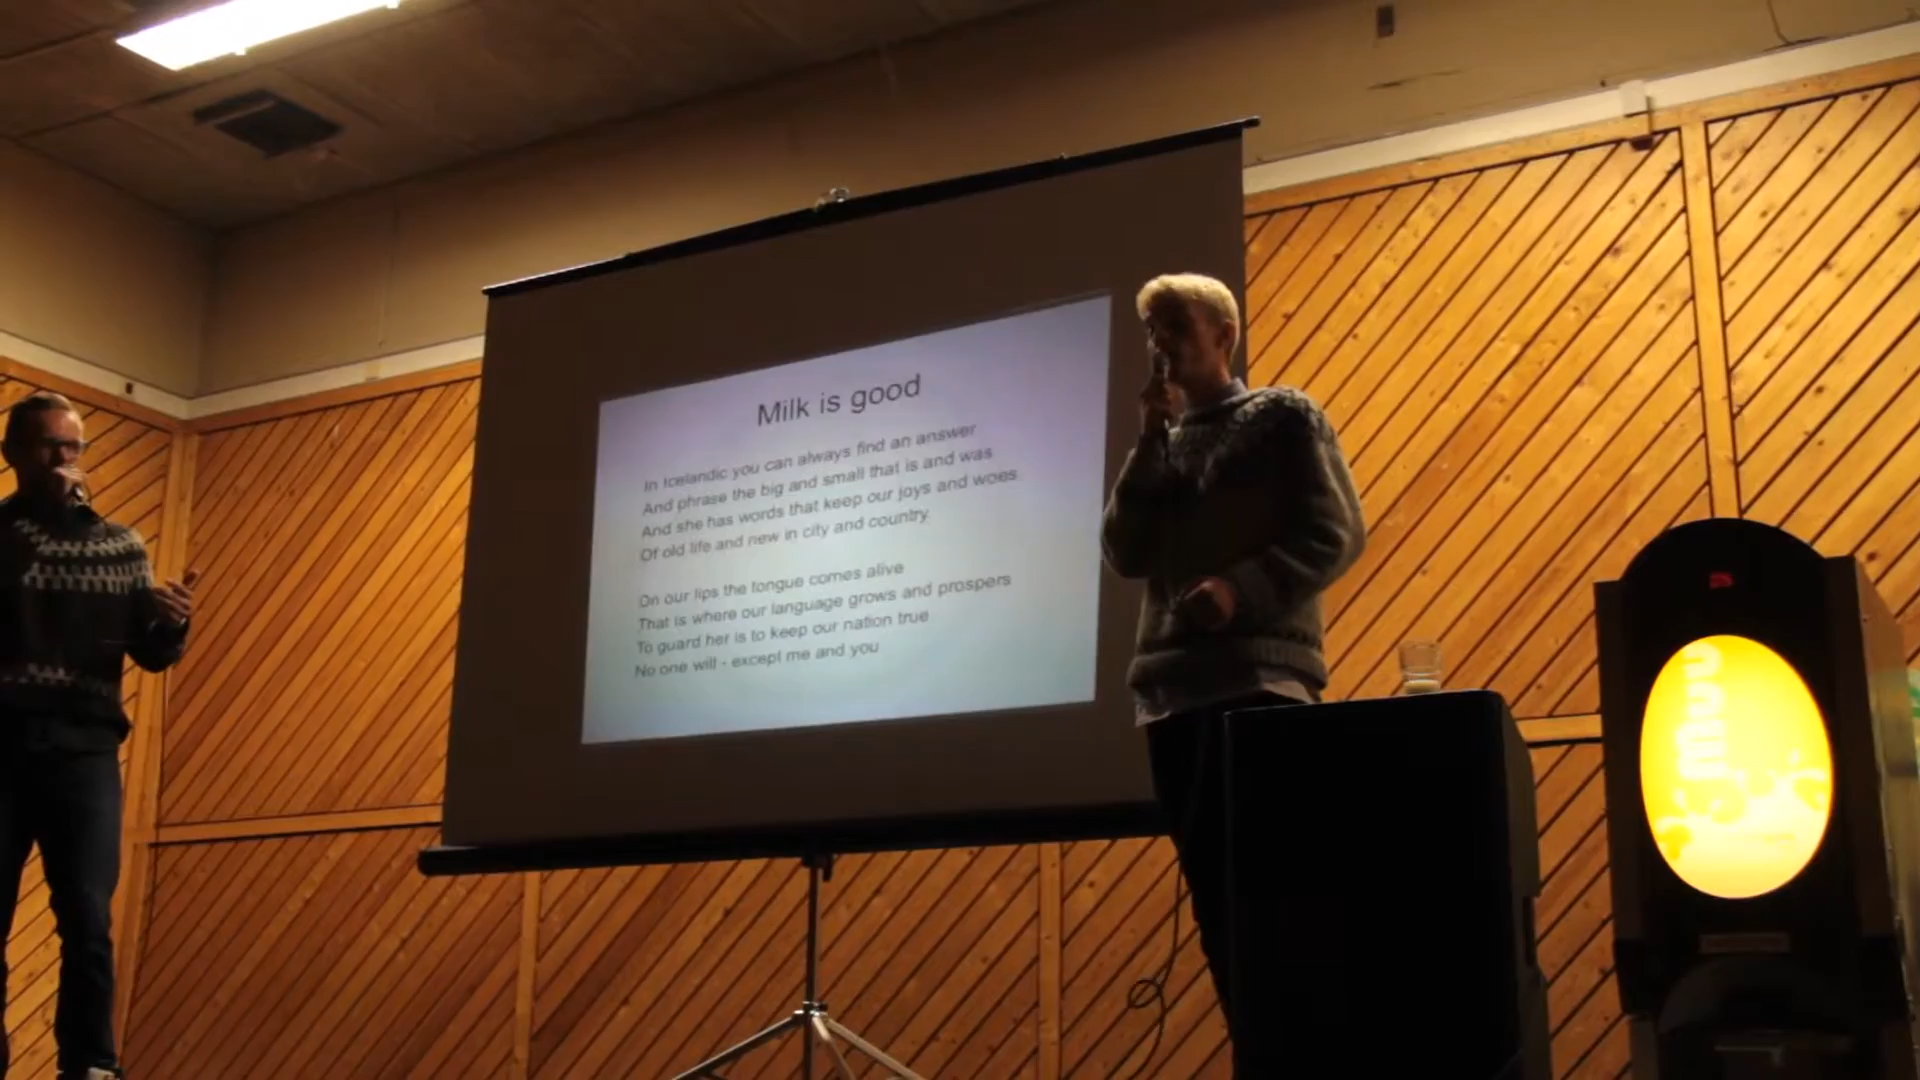 Milk is good
In Icelandic you can always find an answer
And phrase the big and small that is and was
And she has words that keep our joys and woes
Of old life and new in city and country
On our lips the tongue comes alive
That is where our language grows and prospers
To guard her is to keep our nation true
No one will - except me and you